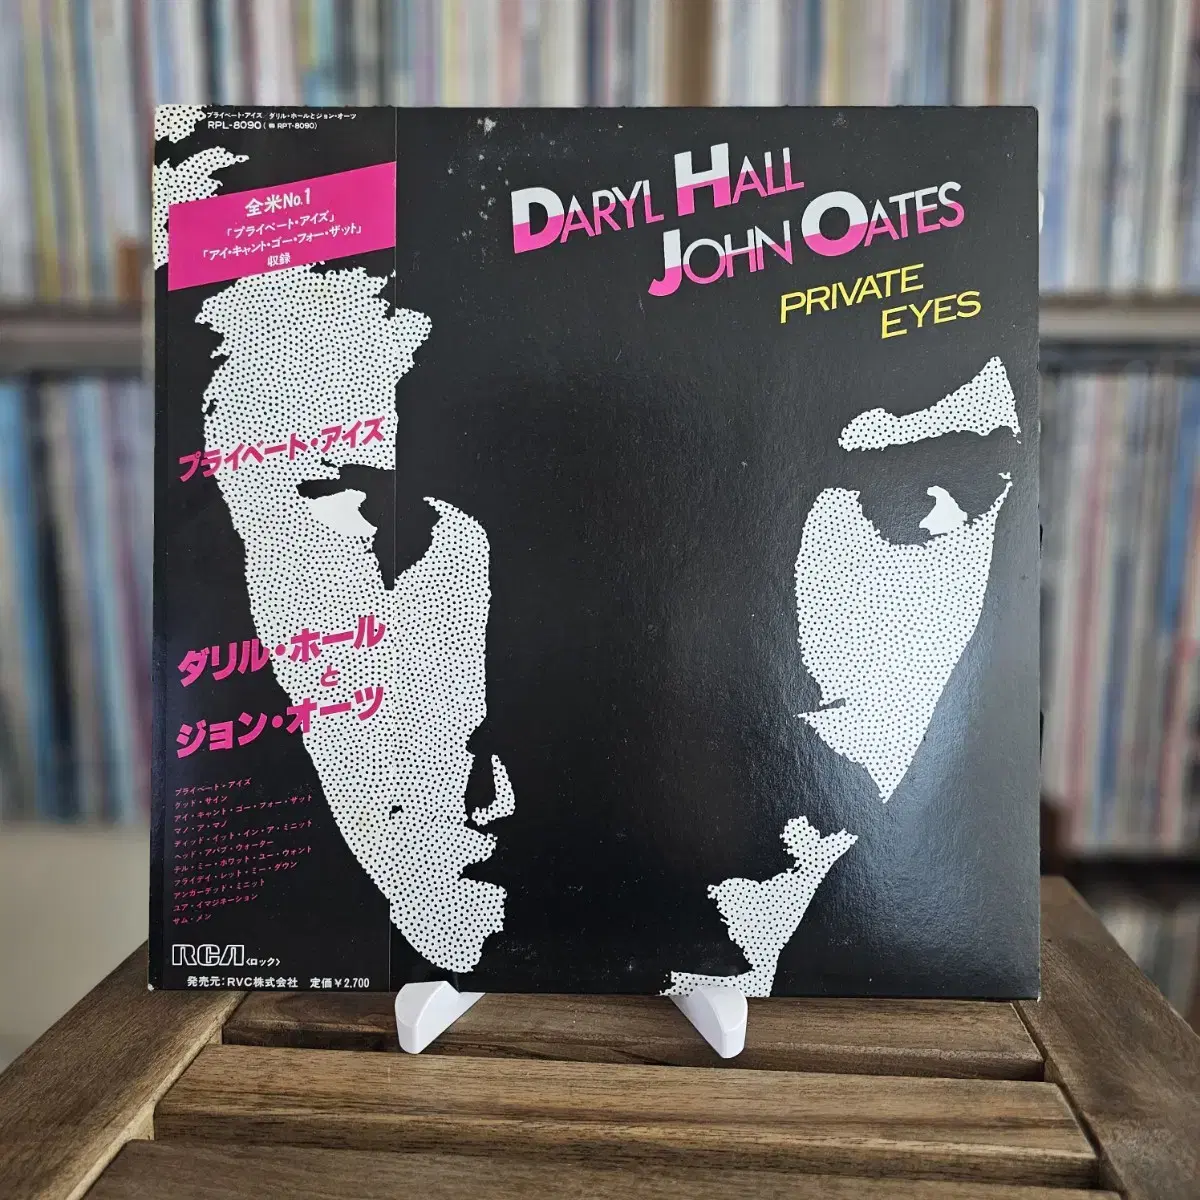 プライベート・アイズ/ダリル・ホールとジョン・オーツ
RPL-8090 (RPT-8090)
全米No.1
「プライベート・アイズ」
「アイ・キャント・ゴー・フォー・ザット」
収録
DARYL HALL
JOHN OATES
PRIVATE
EYES
プライベート・アイズ
ダリル・ホール
と
ジョン・オーツ
プライベート・アイズ
グッド・サイン
アイ・キャント・ゴー・フォー・ザット
マノ・ア・マノ
ディッド・イット・イン・ア・ミニット
ヘッド・アバブ・ウォーター
テル・ミー・ホワット・ユー・ウォント
フライデイ・レット・ミー・ダウン
アンガーデッド・ミニット
ユア・イマジネーション
サム・メン
RCA 〈ロック〉
発売元:RVC株式会社 定価¥2,700